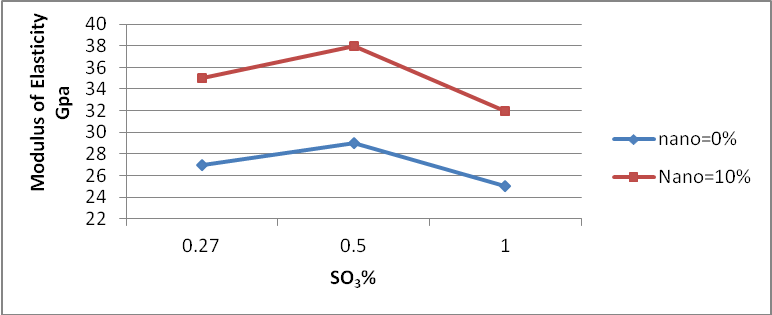 Modulus of Elasticity
Gpa
40
38
36
34
32
30
28
26
24
22
0.27 0.5 1
SO₃%
nano=0%
Nano=10%